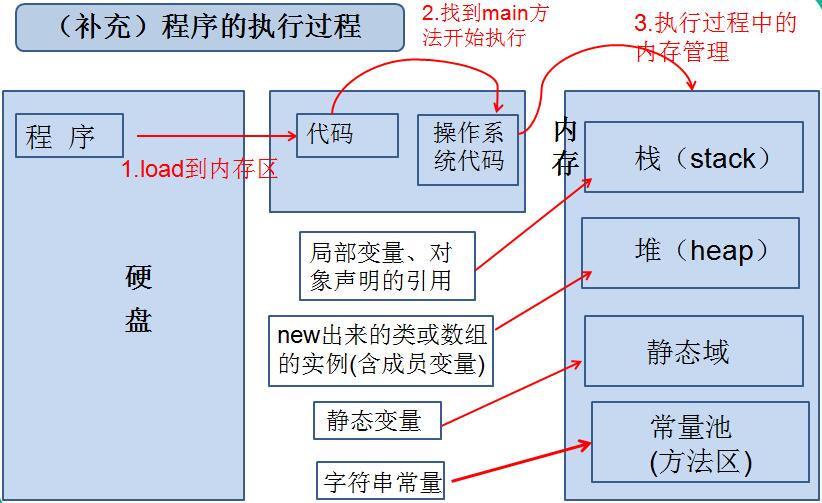 （补充）程序的执行过程
2.找到main方
法开始执行
3.执行过程中的
内存管理
程 序
1.load到内存区
代码
操作系
统代码
内
存
栈（stack）
堆（heap）
静态域
常量池
(方法区)
硬
盘
局部变量、对
象声明的引用
new出来的类或数组
的实例(含成员变量)
静态变量
字符串常量